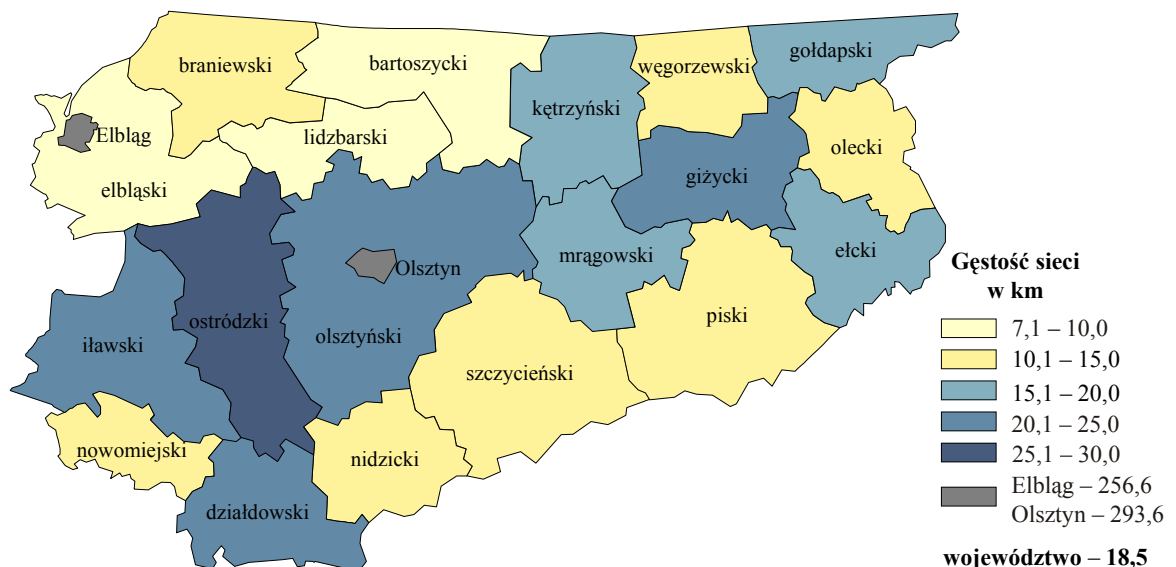 braniewski
bartoszycki
węgorzewski
gołdapski
kętrzyński
Elbląg
lidzbarski
olecki
elbląski
giżycki
mrągowski
ełcki
Olsztyn
ostródzki
olsztyński
piski
iławski
szczycieński
nowomiejski
nidzicki
działdowski
Gęstość sieci
w km
7,1 – 10,0
10,1 – 15,0
15,1 – 20,0
20,1 – 25,0
25,1 – 30,0
Elbląg – 256,6
Olsztyn – 293,6
województwo – 18,5